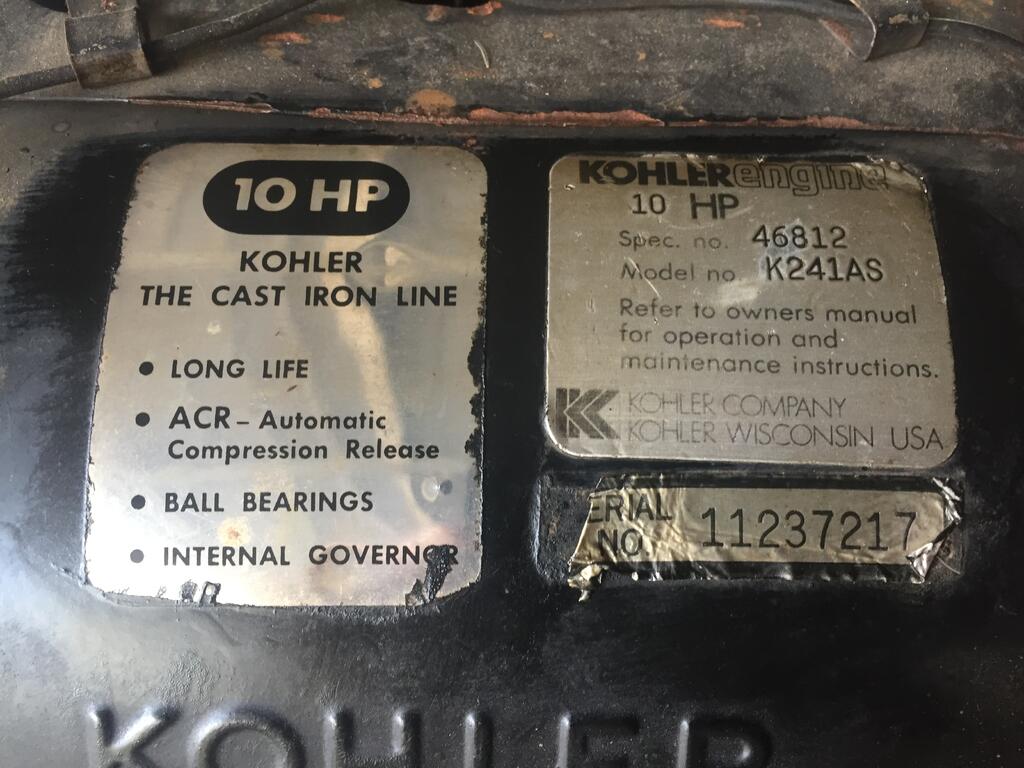 10 HP
KOHLER
THE CAST IRON LINE
• LONG LIFE
• ACR – Automatic
Compression Release
• BALL BEARINGS
• INTERNAL GOVERNOR
KOHLER engine
10 HP
Spec. no. 46812
Model no. K241AS
Refer to owners manual
for operation and
maintenance instructions.
KOHLER COMPANY
KOHLER WISCONSIN USA
ERIAL
NO. 11237217
KOHLER